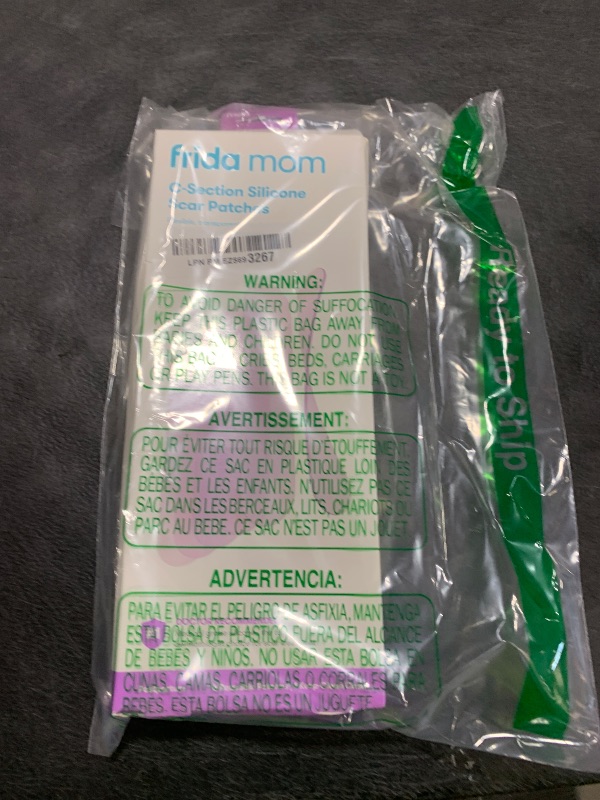 frida mom
C-Section Silicone
Scar Patches
3267
WARNING:
TO AVOID DANGER OF SUFFOCATION,
KEEP THIS PLASTIC BAG AWAY FROM
BABIES AND CHILDREN. DO NOT USE
THIS BAG IN CRIBS, BEDS, CARRIAGES
OR PLAY PENS. THIS BAG IS NOT A TOY.
AVERTISSEMENT:
POUR ÉVITER TOUT RISQUE D'ÉTOUFFEMENT,
GARDEZ CE SAC EN PLASTIQUE LOIN DES
BÉBÉS ET LES ENFANTS. N'UTILISEZ PAS CE
SAC DANS LES BERCEAUX, LITS, CHARIOTS OU
PARC AU BEBE. CE SAC N'EST PAS UN JOUET.
ADVERTENCIA:
PARA EVITAR EL PELIGRO DE ASFIXIA, MANTENGA
ESTA BOLSA DE PLASTICO FUERA DEL ALCANCE
DE BEBÉS Y NIÑOS. NO USAR ESTA BOLSA EN
CUNAS, CAMAS, CARRIOLAS O CORRALES PARA
BEBES. ESTA BOLSA NO ES UN JUGUETE.
Ready to Ship